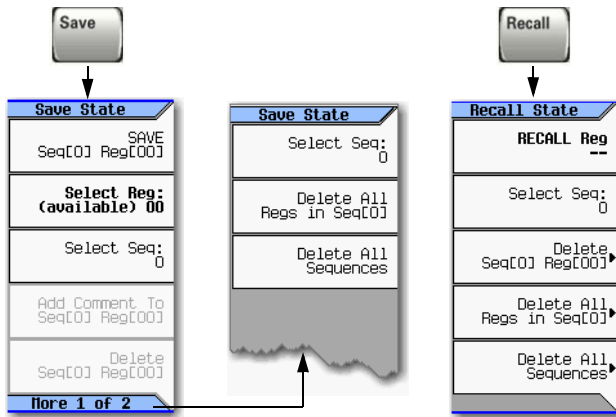 Save
Save State
SAVE
Seq[0] Reg[00]
Select Reg:
(available) 00
Select Seq:
0
Add Comment To
Seq[0] Reg[00]
Delete
Seq[0] Reg[00]
More 1 of 2
Save State
Select Seq:
0
Delete All
Regs in Seq[0]
Delete All
Sequences
Recall
Recall State
RECALL Reg
--
Select Seq:
0
Delete
Seq[0] Reg[00]
Delete All
Regs in Seq[0]
Delete All
Sequences